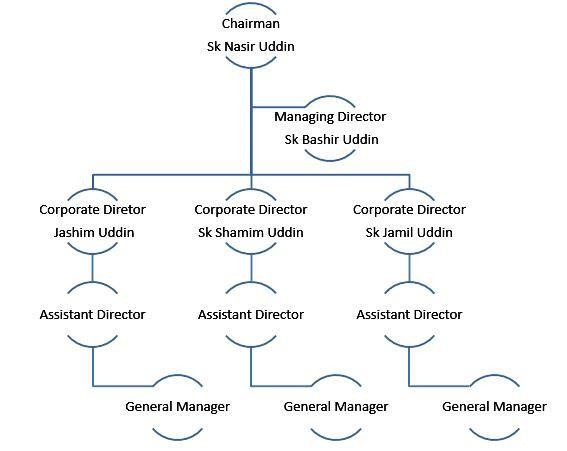 Chairman
Sk Nasir Uddin
Managing Director
Sk Bashir Uddin
Corporate Diretor
Jashim Uddin
Corporate Director
Sk Shamim Uddin
Corporate Director
Sk Jamil Uddin
Assistant Director
Assistant Director
Assistant Director
General Manager
General Manager
General Manager